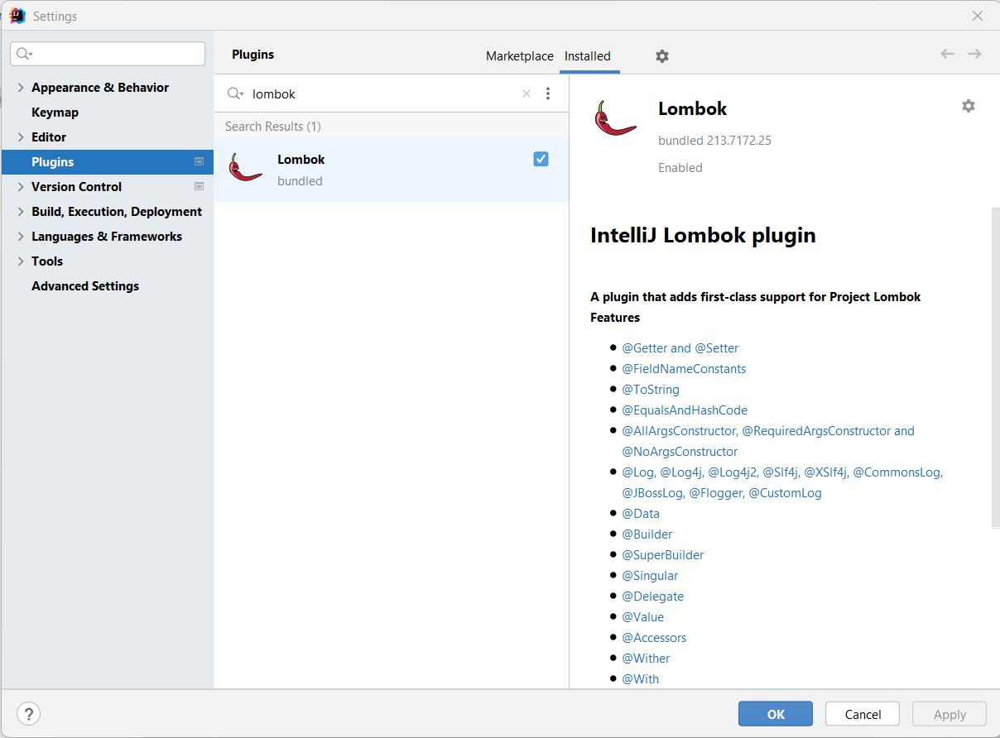 Settings
Appearance & Behavior
Keymap
Editor
Plugins
Version Control
Build, Execution, Deployment
Languages & Frameworks
Tools
Advanced Settings
Plugins
Marketplace
Installed
lombok
Search Results (1)
Lombok
bundled
Lombok
bundled 213.7172.25
Enabled
IntelliJ Lombok plugin
A plugin that adds first-class support for Project Lombok
Features
@Getter and @Setter
@FieldNameConstants
@ToString
@EqualsAndHashCode
@AllArgsConstructor, @RequiredArgsConstructor and
@NoArgsConstructor
@Log, @Log4j, @Log4j2, @Slf4j, @XSlf4j, @CommonsLog,
@JBossLog, @Flogger, @CustomLog
@Data
@Builder
@SuperBuilder
@Singular
@Delegate
@Value
@Accessors
@Wither
@With
?
OK
Cancel
Apply